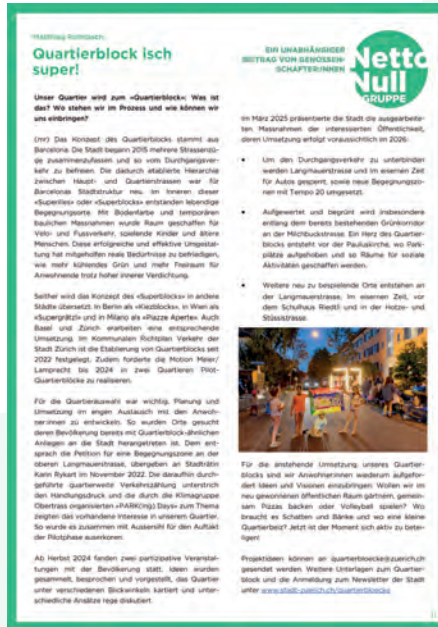 Matthias Rohrbach
Quartierblock isch
super!
EIN UNABHÄNGIGER
BEITRAG VON GENOSSEN-
SCHAFTER:INNEN
Netto
Null
GRUPPE
Unser Quartier wird zum «Quartierblock»: Was ist
das? Wo stehen wir im Prozess und wie können wir
uns einbringen?
(mr) Das Konzept des Quartierblocks stammt aus
Barcelona. Die Stadt begann 2015 mehrere Strassenzü-
ge zusammenzufassen und so vom Durchgangsver-
kehr zu befreien. Die dadurch etablierte Hierarchie
zwischen Haupt- und Quartierstrassen war für
Barcelonas Stadtstruktur neu. Im Inneren dieser
«Superilles» oder «Superblocks» entstanden lebendige
Begegnungsorte. Mit Bodenfarbe und temporären
baulichen Massnahmen wurde Raum geschaffen für
Velo- und Fussverkehr, spielende Kinder und ältere
Menschen. Diese erfolgreiche und effektive Umgestal-
tung hat mitgeholfen reale Bedürfnisse zu befriedigen,
wie mehr kühlendes Grün und mehr Freiraum für
Anwohnende trotz hoher innerer Verdichtung.
Seither wird das Konzept des «Superblocks» in andere
Städte übersetzt. In Berlin als «Kiezblocks», in Wien als
«Supergrätzl» und in Milano als «Piazze Aperte». Auch
Basel und Zürich erarbeiten eine entsprechende
Umsetzung. Im Kommunalen Richtplan Verkehr der
Stadt Zürich ist die Etablierung von Quartierblocks seit
2022 festgelegt. Zudem forderte die Motion Meier/
Lamprecht bis 2024 in zwei Quartieren Pilot-
Quartierblöcke zu realisieren.
Für die Quartierauswahl war wichtig, Planung und
Umsetzung im engen Austausch mit den Anwoh-
ner:innen zu entwickeln. So wurden Orte gesucht
deren Bevölkerung bereits mit Quartierblock-ähnlichen
Anlagen an die Stadt herangetreten ist. Dem ent-
sprach die Petition für eine Begegnungszone an der
oberen Langmauerstrasse, übergeben an Stadträtin
Karin Rykart im November 2022. Die daraufhin durch-
geführte quartierweite Verkehrszählung unterstrich
den Handlungsdruck und die durch die Klimagruppe
Oberstrass organisierten «PARK(ing) Days» zum Thema
zeigten das vorhandene Interesse in unserem Quartier.
So wurde es zusammen mit Aussersihl für den Auftakt
der Pilotphase auserkoren.
Ab Herbst 2024 fanden zwei partizipative Veranstal-
tungen mit der Bevölkerung statt. Ideen wurden
gesammelt, besprochen und vorgestellt, das Quartier
unter verschiedenen Blickwinkeln kartiert und unter-
schiedliche Ansätze rege diskutiert.
Im März 2025 präsentierte die Stadt die ausgearbeite-
ten Massnahmen der interessierten Öffentlichkeit,
deren Umsetzung erfolgt voraussichtlich im 2026:
• Um den Durchgangsverkehr zu unterbinden
werden Langmauerstrasse und Im eisernen Zeit
für Autos gesperrt, sowie neue Begegnungszo-
nen mit Tempo 20 umgesetzt.
• Aufgewertet und begrünt wird insbesondere
entlang dem bereits bestehenden Grünkorridor
an der Milchbuckstrasse. Ein Herz des Quartier-
blocks entsteht vor der Pauluskirche, wo Park-
plätze aufgehoben und so Räume für soziale
Aktivitäten geschaffen werden.
• Weitere neu zu bespielende Orte entstehen an
der Langmauerstrasse, Im eisernen Zeit, vor
dem Schulhaus Riedtli und in der Hotze- und
Stüssistrasse.
Für die anstehende Umsetzung unseres Quartier-
blocks sind wir Anwohner:innen wiederum aufgefor-
dert Ideen und Visionen einzubringen: Wollen wir im
neu gewonnenen öffentlichen Raum gärtnern, gemein-
sam Pizzas backen oder Volleyball spielen? Wo
braucht es Schatten und Bänke und wo eine kleine
Quartierbeiz? Jetzt ist der Moment sich aktiv zu betei-
ligen!
Projektideen können an quartierbloecke@zuerich.ch
gesendet werden. Weitere Unterlagen zum Quartier-
block und die Anmeldung zum Newsletter der Stadt
unter www.stadt-zuerich.ch/quartierbloecke